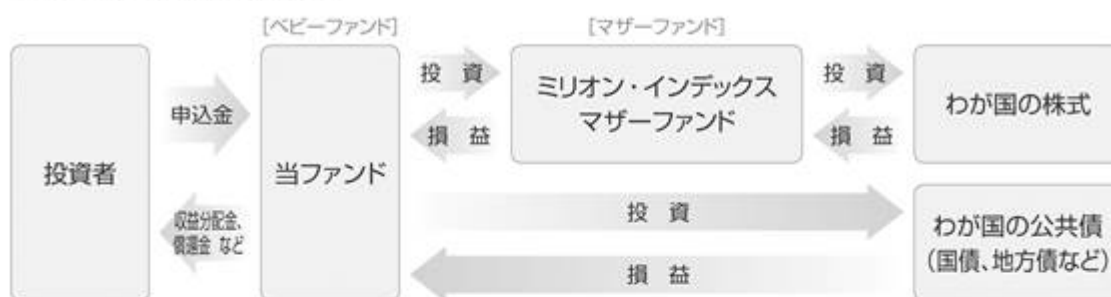 [ベビーファンド]
[マザーファンド]
投資者
申込金
収益分配金、
償還金 など
当ファンド
投 資
損 益
ミリオン・インデックス
マザーファンド
投 資
損 益
わが国の株式
投 資
損 益
わが国の公共債
(国債、地方債など)